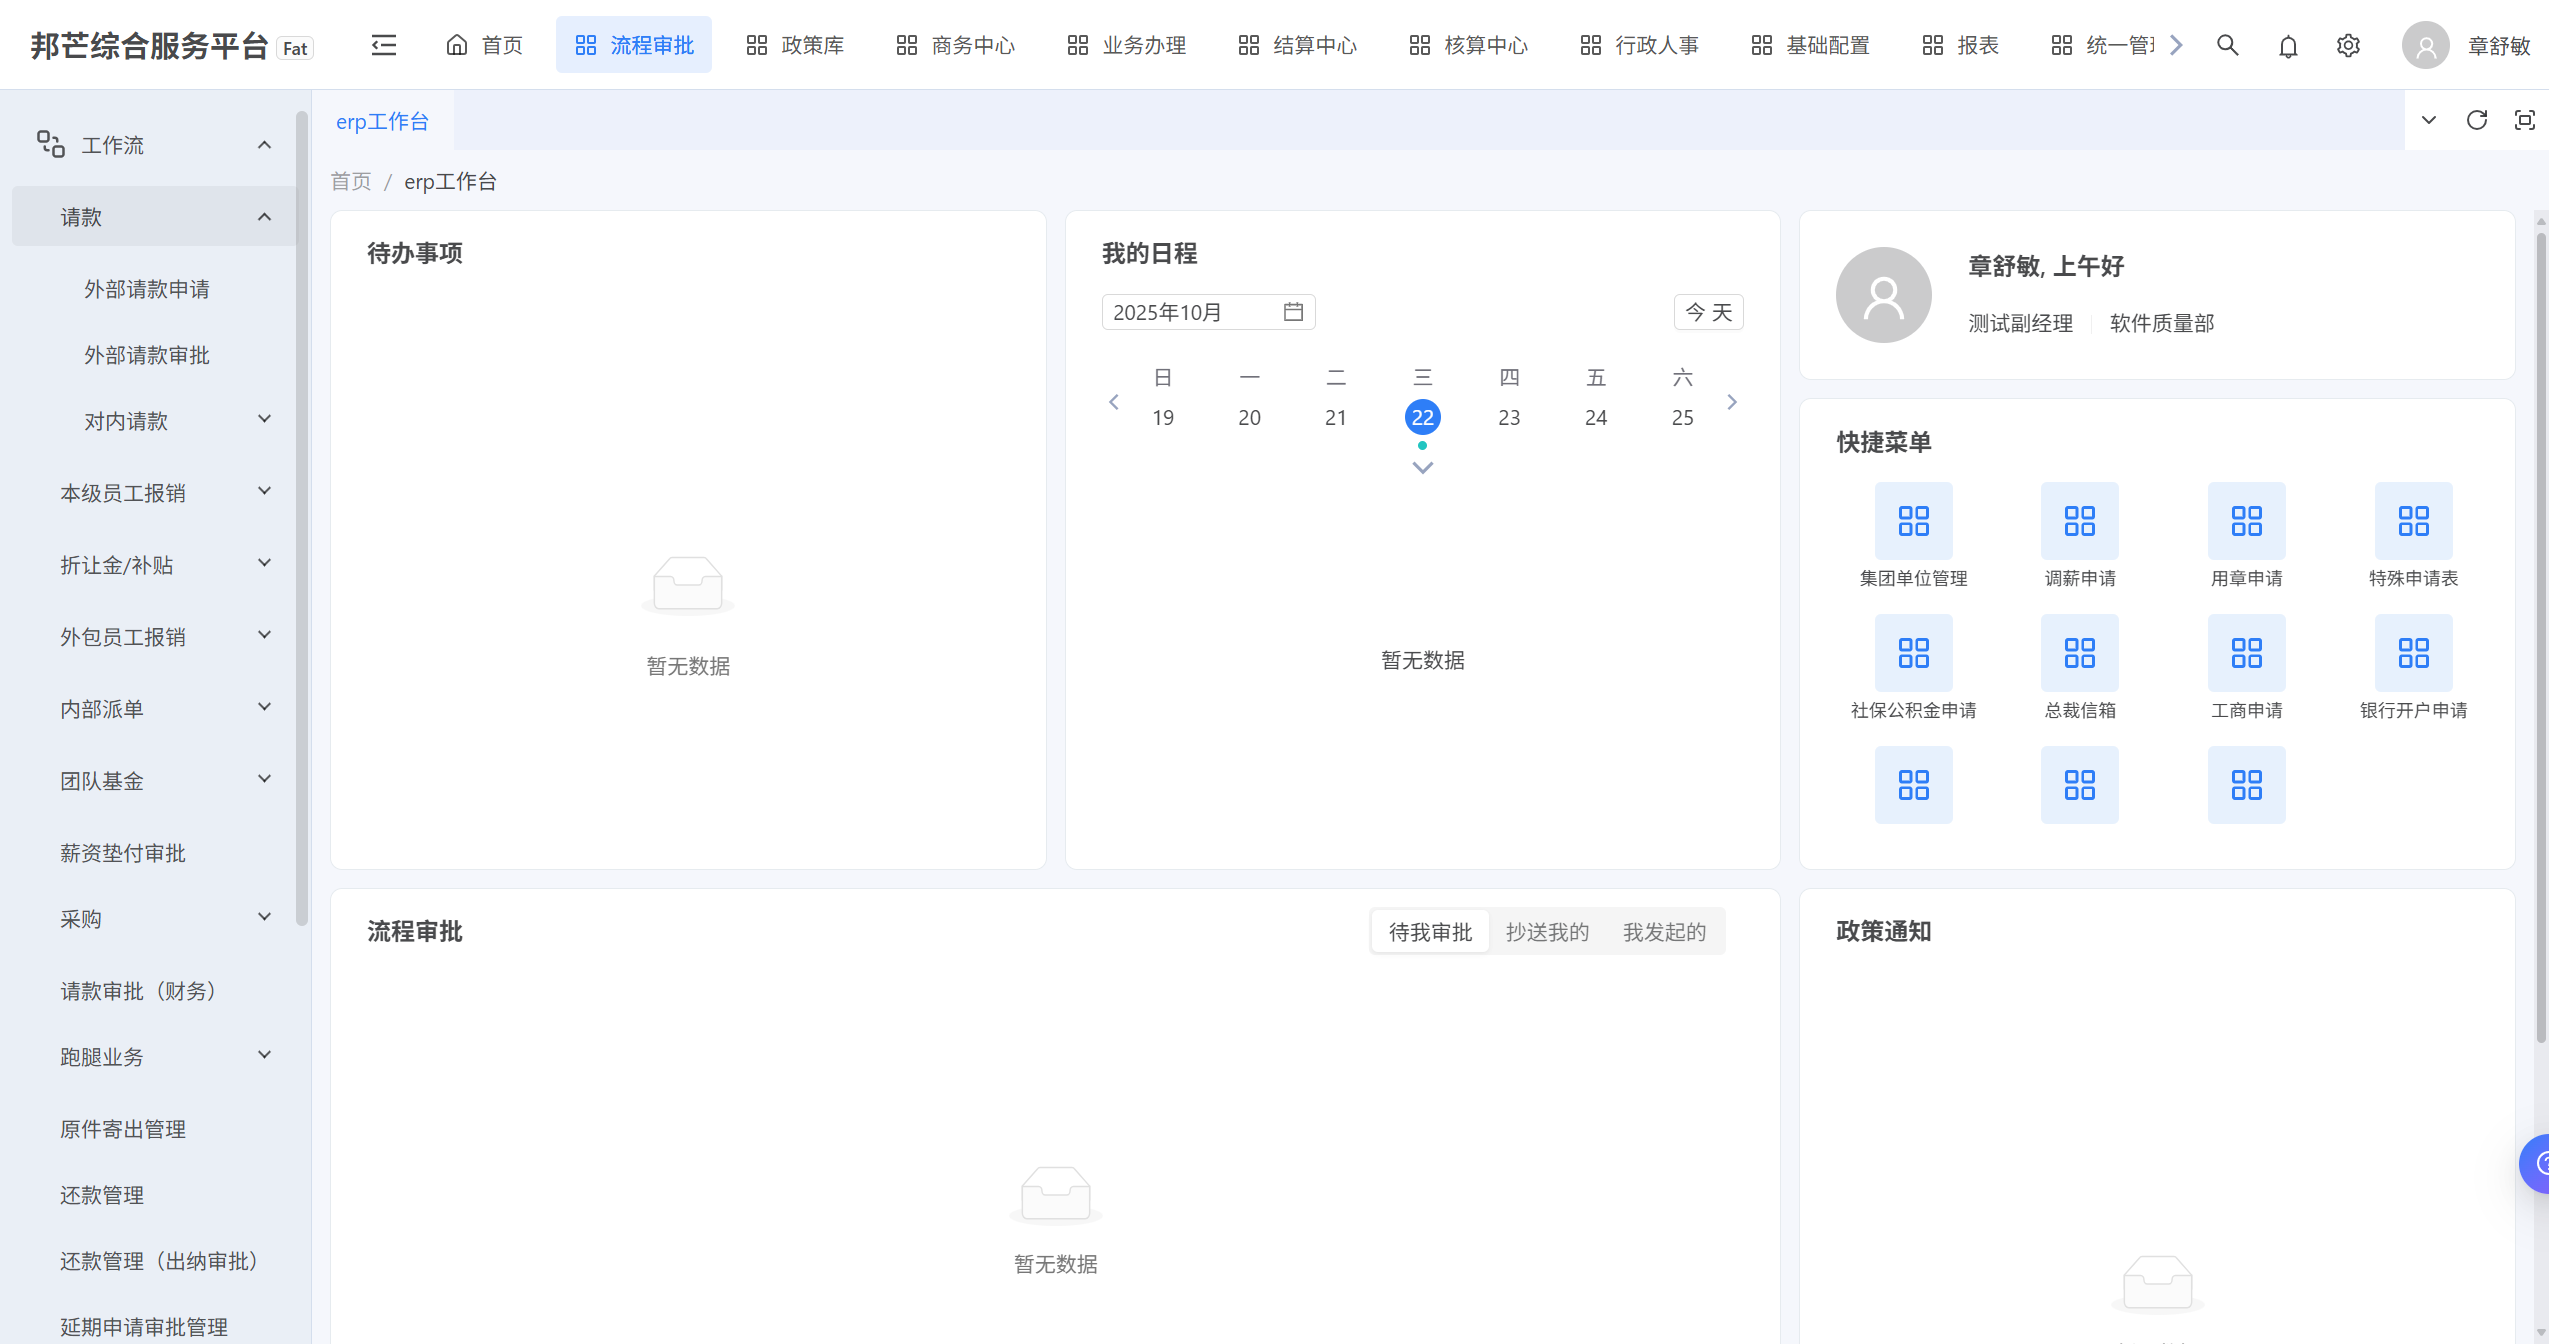 邦芒综合服务平台 Fat
首页 流程审批 政策库 商务中心 业务办理 结算中心 核算中心 行政人事 基础配置 报表 统一管
章舒敏
工作流
请款
外部请款申请
外部请款审批
对内请款
本级员工报销
折让金/补贴
外包员工报销
内部派单
团队基金
薪资垫付审批
采购
请款审批（财务）
跑腿业务
原件寄出管理
还款管理
还款管理（出纳审批）
延期申请审批管理
erp工作台
首页 / erp工作台
待办事项
暂无数据
我的日程
2025年10月
今 天
日 一 二 三 四 五 六
19 20 21 22 23 24 25
暂无数据
章舒敏, 上午好
测试副经理 软件质量部
快捷菜单
集团单位管理 调薪申请 用章申请 特殊申请表
社保公积金申请 总裁信箱 工商申请 银行开户申请
流程审批
待我审批 抄送我的 我发起的
暂无数据
政策通知